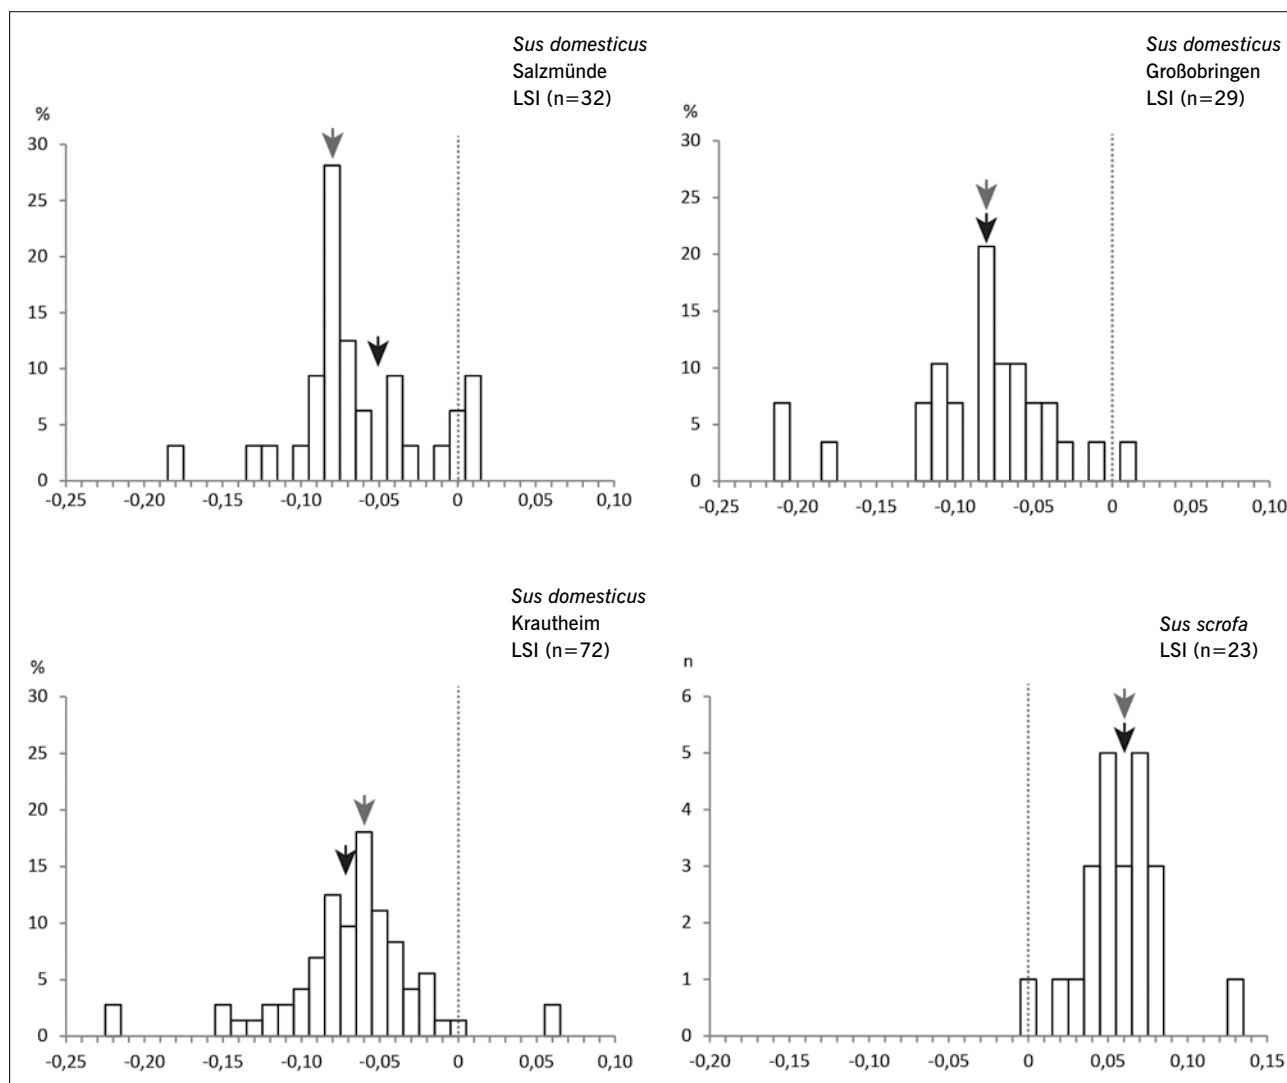 Sus domesticus
Salzmünde
LSI (n=32)
%
30
25
20
15
10
5
0
-0,25 -0,20 -0,15 -0,10 -0,05 0 0,05 0,10
Sus domesticus
Großobringen
LSI (n=29)
%
30
25
20
15
10
5
0
-0,25 -0,20 -0,15 -0,10 -0,05 0 0,05 0,10
Sus domesticus
Krautheim
LSI (n=72)
%
30
25
20
15
10
5
0
-0,25 -0,20 -0,15 -0,10 -0,05 0 0,05 0,10
Sus scrofa
LSI (n=23)
n
6
5
4
3
2
1
0
-0,20 -0,15 -0,10 -0,05 0 0,05 0,10 0,15